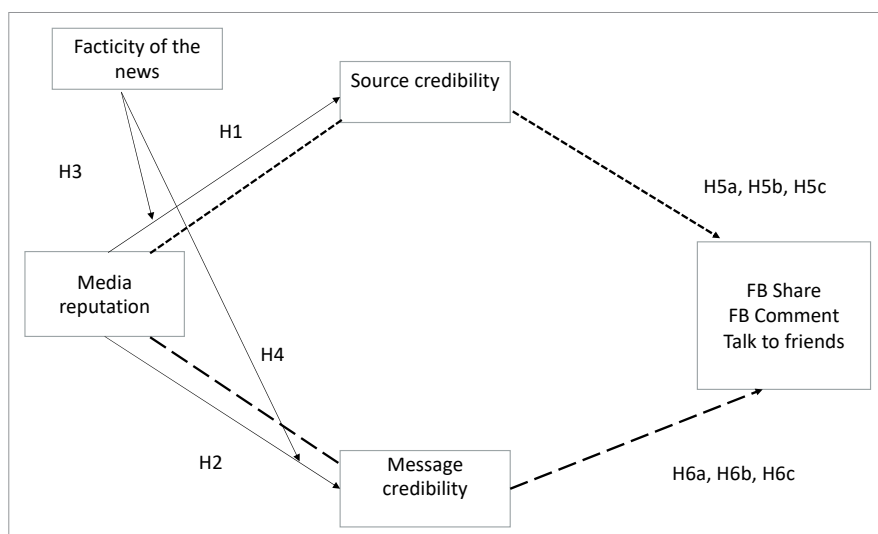 Facticity of the
news
Source credibility
H1
H3
H5a, H5b, H5c
Media
reputation
FB Share
FB Comment
Talk to friends
H4
H2
Message
credibility
H6a, H6b, H6c